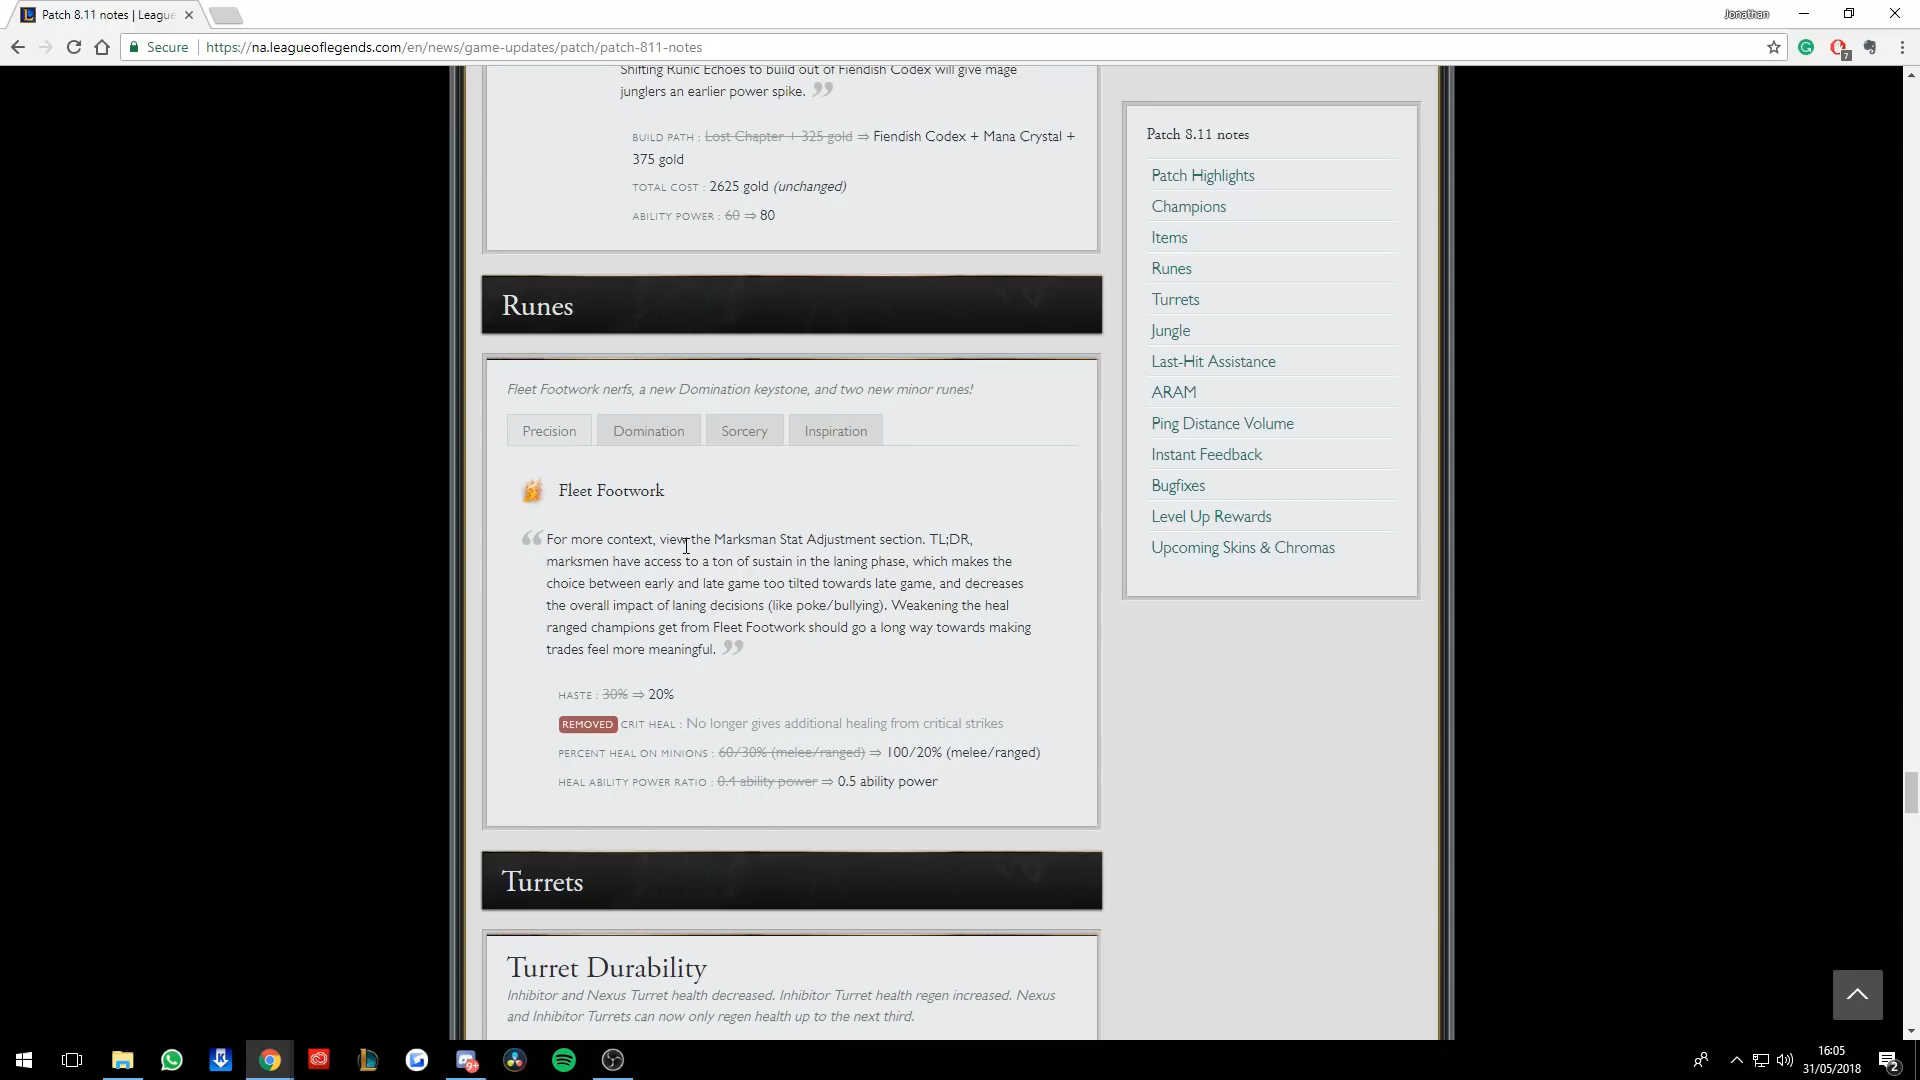 Patch 8.11 notes | League
Jonathan
Secure
https://na.leagueoflegends.com/en/news/game-updates/patch/patch-811-notes
7
Shifting Runic Echoes to build out of Fiendish Codex will give mage
junglers an earlier power spike. ”
BUILD PATH : Lost Chapter + 325 gold ⇒ Fiendish Codex + Mana Crystal +
375 gold
TOTAL COST : 2625 gold (unchanged)
ABILITY POWER : 60 ⇒ 80
Runes
Fleet Footwork nerfs, a new Domination keystone, and two new minor runes!
Precision Domination Sorcery Inspiration
Fleet Footwork
“ For more context, view the Marksman Stat Adjustment section. TL;DR,
marksmen have access to a ton of sustain in the laning phase, which makes the
choice between early and late game too tilted towards late game, and decreases
the overall impact of laning decisions (like poke/bullying). Weakening the heal
ranged champions get from Fleet Footwork should go a long way towards making
trades feel more meaningful. ”
HASTE : 30% ⇒ 20%
REMOVED CRIT HEAL : No longer gives additional healing from critical strikes
PERCENT HEAL ON MINIONS : 60/30% (melee/ranged) ⇒ 100/20% (melee/ranged)
HEAL ABILITY POWER RATIO : 0.4 ability power ⇒ 0.5 ability power
Turrets
Turret Durability
Inhibitor and Nexus Turret health decreased. Inhibitor Turret health regen increased. Nexus
and Inhibitor Turrets can now only regen health up to the next third.
Patch 8.11 notes
Patch Highlights
Champions
Items
Runes
Turrets
Jungle
Last-Hit Assistance
ARAM
Ping Distance Volume
Instant Feedback
Bugfixes
Level Up Rewards
Upcoming Skins & Chromas
16:05
31/05/2018
2